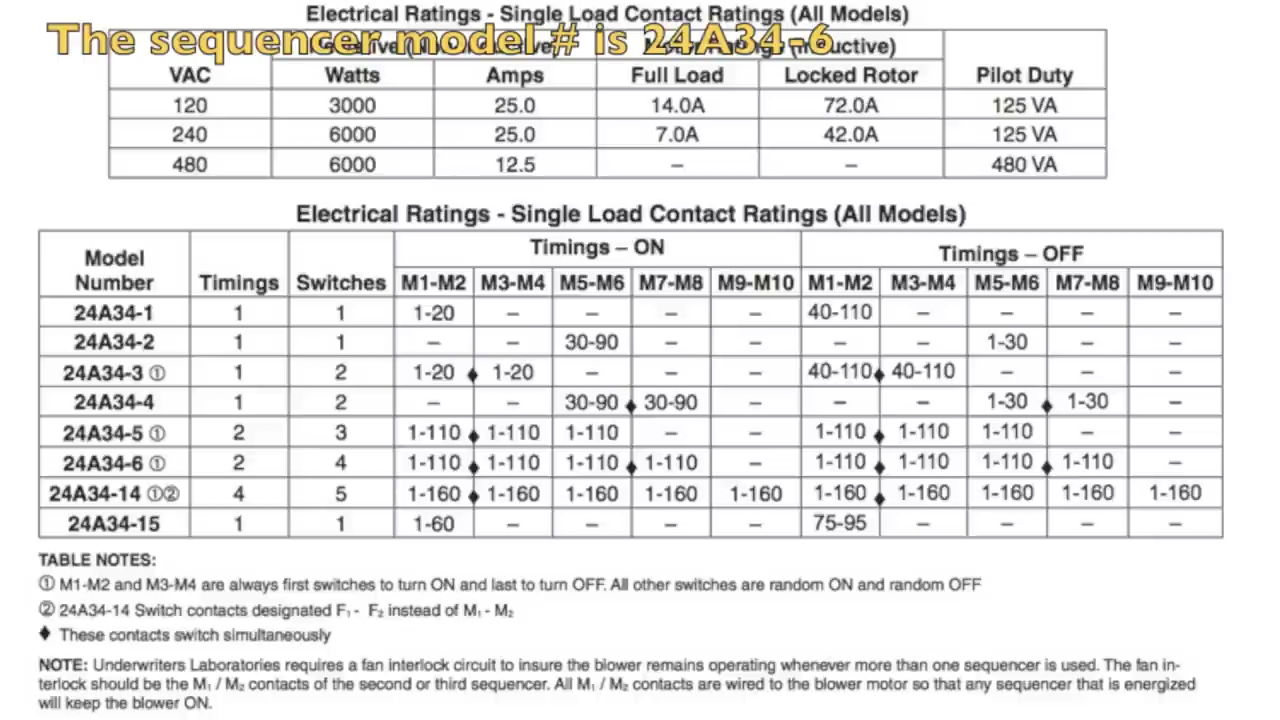 Electrical Ratings - Single Load Contact Ratings (All Models)
The sequencer model # is 24A34-6
VAC Watts Amps Full Load Locked Rotor Pilot Duty
120 3000 25.0 14.0A 72.0A 125 VA
240 6000 25.0 7.0A 42.0A 125 VA
480 6000 12.5 – – 480 VA
Electrical Ratings - Single Load Contact Ratings (All Models)
Model Number Timings Switches Timings – ON Timings – OFF
M1-M2 M3-M4 M5-M6 M7-M8 M9-M10 M1-M2 M3-M4 M5-M6 M7-M8 M9-M10
24A34-1 1 1 1-20 – – – – 40-110 – – – –
24A34-2 1 1 – – 30-90 – – – – 1-30 – –
24A34-3 ① 1 2 1-20 ♦ 1-20 – – – 40-110 ♦ 40-110 – – –
24A34-4 1 2 – – 30-90 ♦ 30-90 – – – 1-30 ♦ 1-30 –
24A34-5 ① 2 3 1-110 ♦ 1-110 1-110 – – 1-110 ♦ 1-110 1-110 – –
24A34-6 ① 2 4 1-110 ♦ 1-110 1-110 ♦ 1-110 – 1-110 ♦ 1-110 1-110 ♦ 1-110 –
24A34-14 ①② 4 5 1-160 ♦ 1-160 1-160 1-160 1-160 1-160 ♦ 1-160 1-160 1-160 1-160
24A34-15 1 1 1-60 – – – – 75-95 – – – –
TABLE NOTES:
① M1-M2 and M3-M4 are always first switches to turn ON and last to turn OFF. All other switches are random ON and random OFF
② 24A34-14 Switch contacts designated F₁ - F₂ instead of M₁ - M₂
♦ These contacts switch simultaneously
NOTE: Underwriters Laboratories requires a fan interlock circuit to insure the blower remains operating whenever more than one sequencer is used. The fan in-
terlock should be the M₁ / M₂ contacts of the second or third sequencer. All M₁ / M₂ contacts are wired to the blower motor so that any sequencer that is energized
will keep the blower ON.